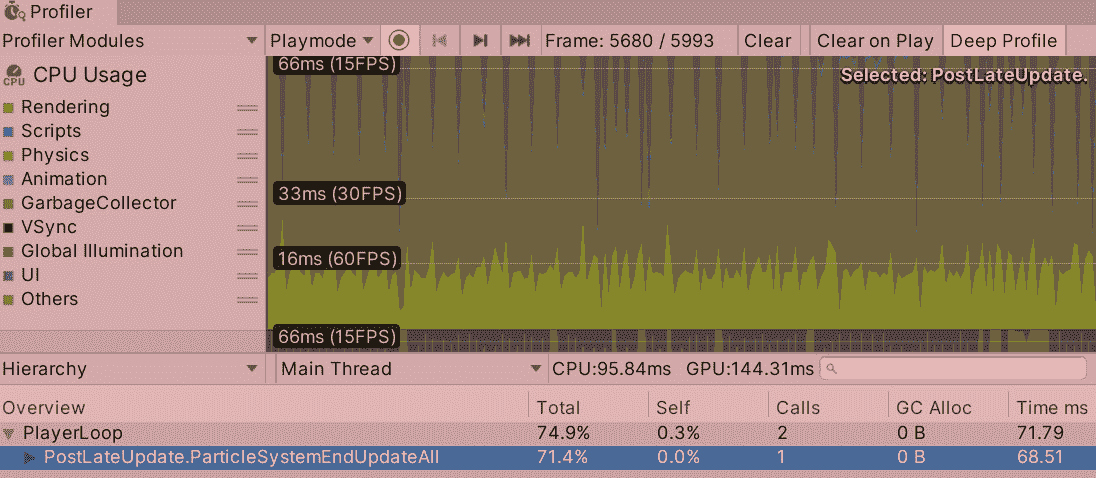 Profiler
Profiler Modules Playmode Frame: 5680 / 5993 Clear Clear on Play Deep Profile
CPU CPU Usage
Rendering
Scripts
Physics
Animation
GarbageCollector
VSync
Global Illumination
UI
Others
66ms (15FPS)
Selected: PostLateUpdate.
33ms (30FPS)
16ms (60FPS)
66ms (15FPS)
Hierarchy Main Thread CPU:95.84ms GPU:144.31ms
Overview Total Self Calls GC Alloc Time ms
PlayerLoop 74.9% 0.3% 2 0 B 71.79
PostLateUpdate.ParticleSystemEndUpdateAll 71.4% 0.0% 1 0 B 68.51